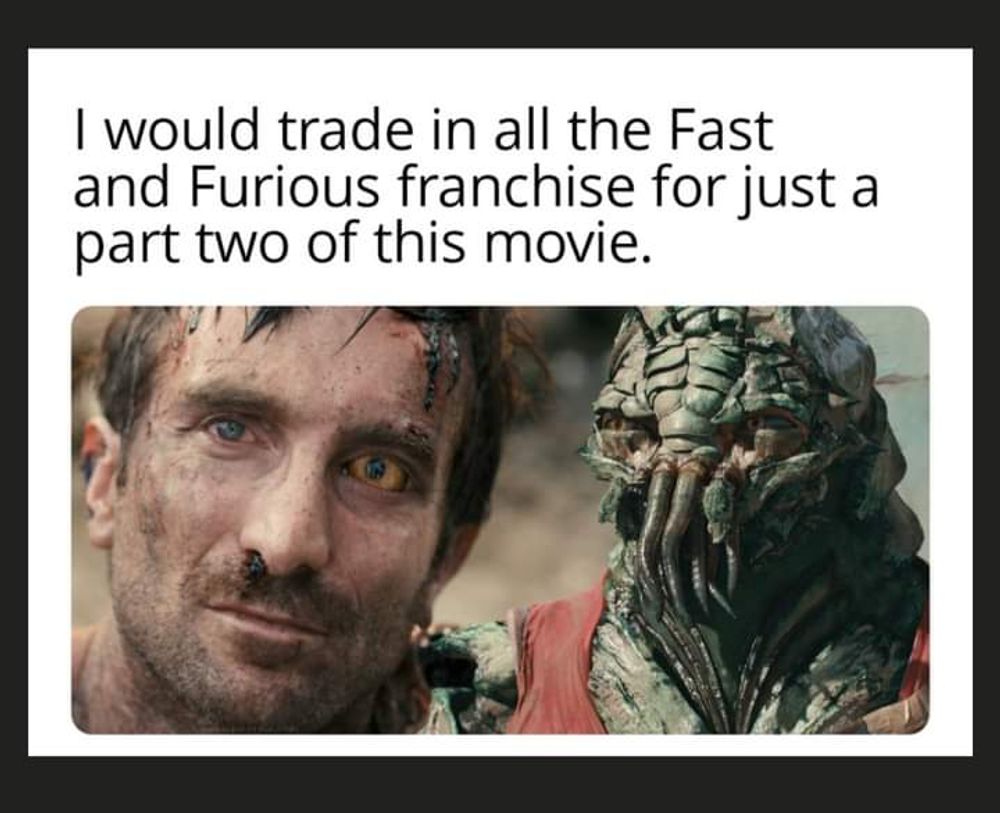 I would trade in all the Fast
and Furious franchise for just a
part two of this movie.